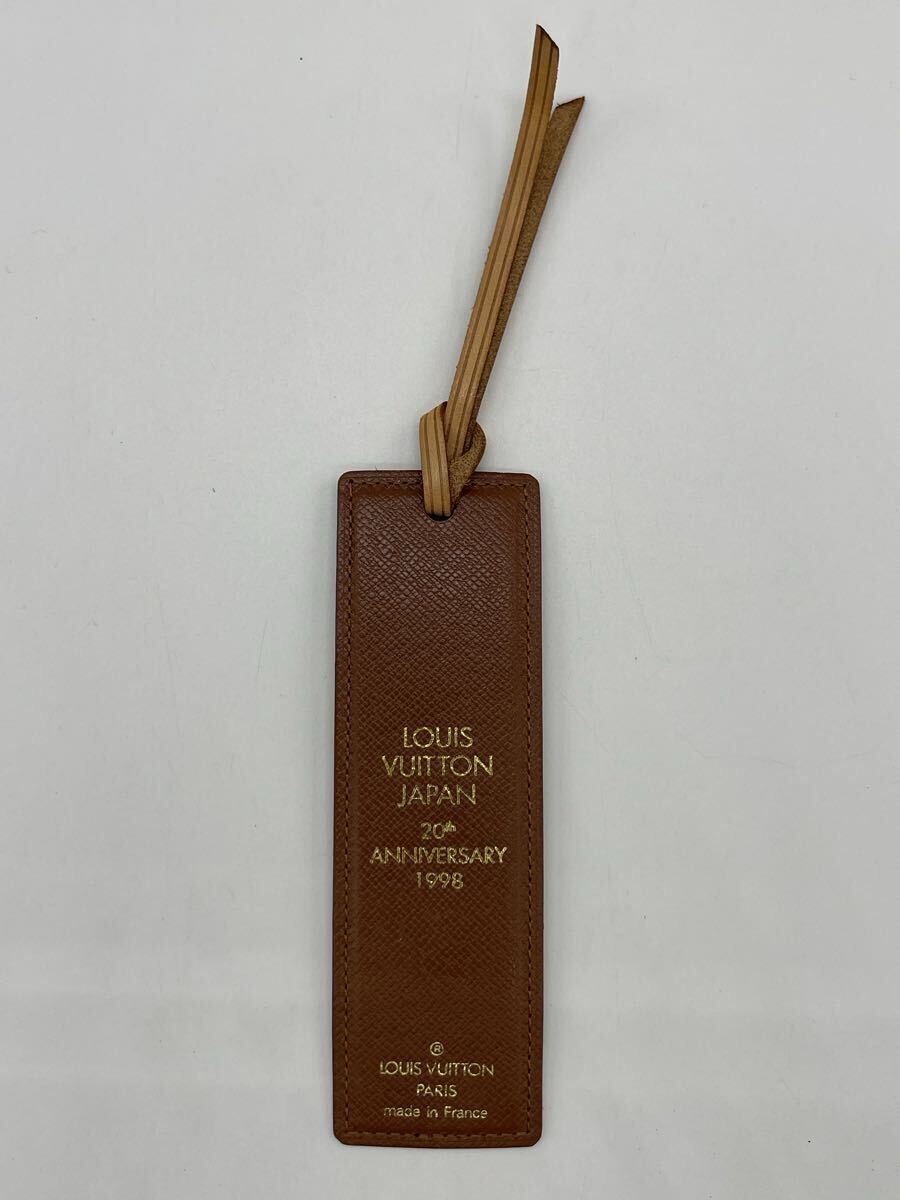 LOUIS
VUITTON
JAPAN
20th
ANNIVERSARY
1998
®
LOUIS VUITTON
PARIS
made in France